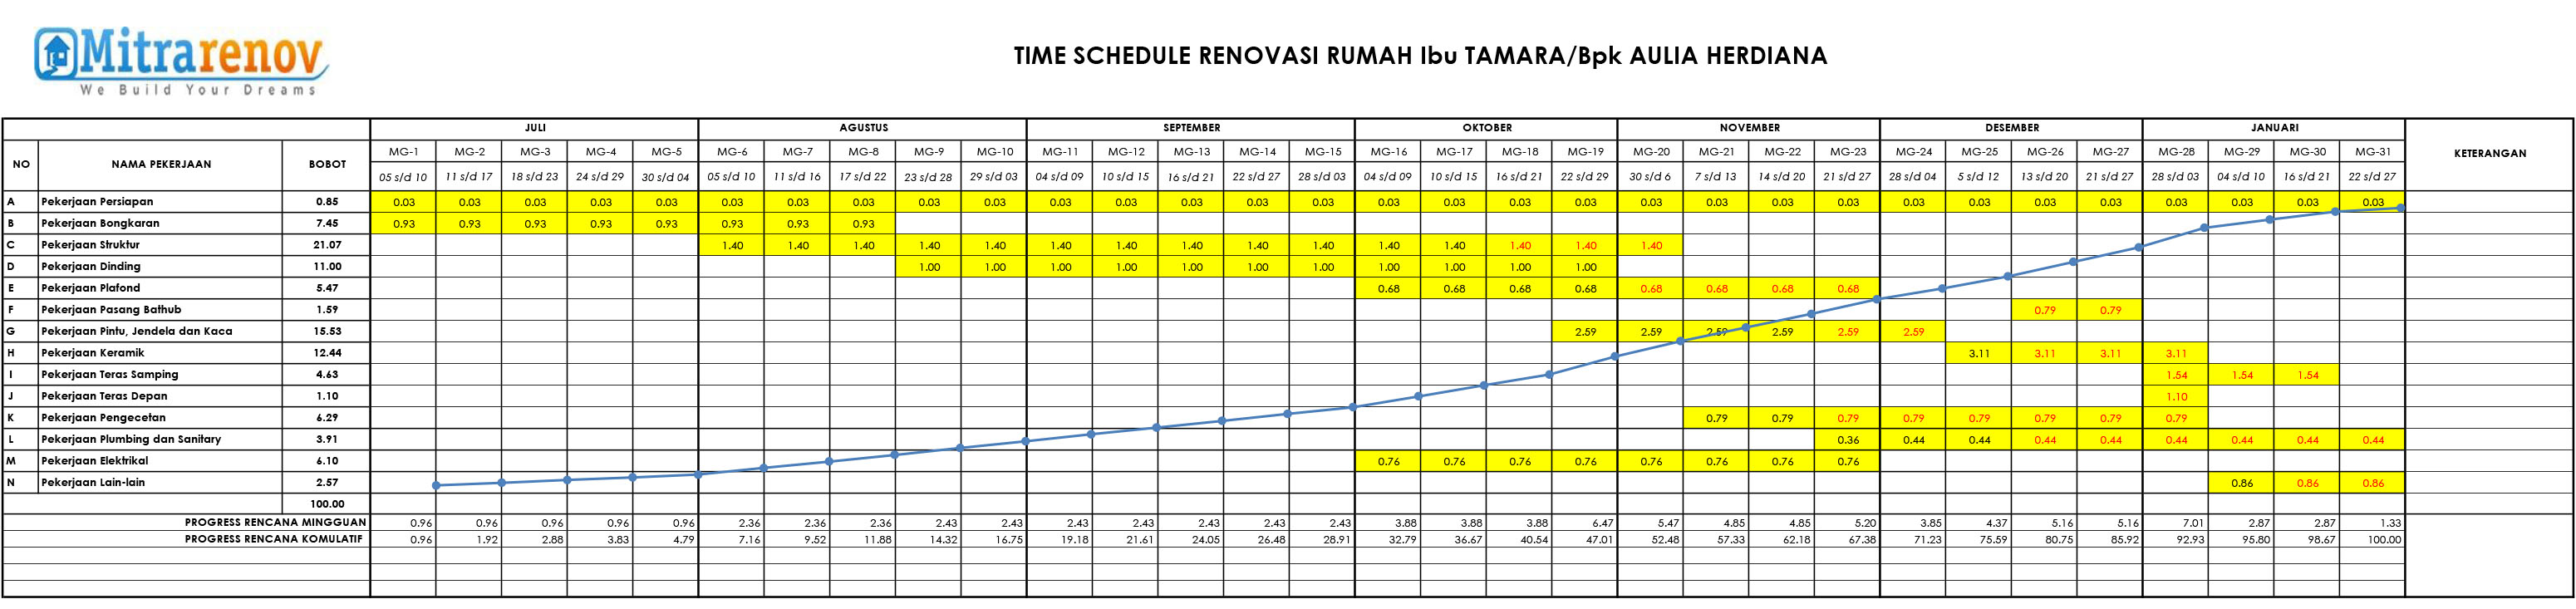 Mitrarenov
We Build Your Dreams
TIME SCHEDULE RENOVASI RUMAH Ibu TAMARA/Bpk AULIA HERDIANA
JULI AGUSTUS SEPTEMBER OKTOBER NOVEMBER DESEMBER JANUARI
NO NAMA PEKERJAAN BOBOT MG-1 MG-2 MG-3 MG-4 MG-5 MG-6 MG-7 MG-8 MG-9 MG-10 MG-11 MG-12 MG-13 MG-14 MG-15 MG-16 MG-17 MG-18 MG-19 MG-20 MG-21 MG-22 MG-23 MG-24 MG-25 MG-26 MG-27 MG-28 MG-29 MG-30 MG-31 KETERANGAN
05 s/d 10 11 s/d 17 18 s/d 23 24 s/d 29 30 s/d 04 05 s/d 10 11 s/d 16 17 s/d 22 23 s/d 28 29 s/d 03 04 s/d 09 10 s/d 15 16 s/d 21 22 s/d 27 28 s/d 03 04 s/d 09 10 s/d 15 16 s/d 21 22 s/d 29 30 s/d 6 7 s/d 13 14 s/d 20 21 s/d 27 28 s/d 04 5 s/d 12 13 s/d 20 21 s/d 27 28 s/d 03 04 s/d 10 16 s/d 21 22 s/d 27
A Pekerjaan Persiapan 0.85 0.03 0.03 0.03 0.03 0.03 0.03 0.03 0.03 0.03 0.03 0.03 0.03 0.03 0.03 0.03 0.03 0.03 0.03 0.03 0.03 0.03 0.03 0.03 0.03 0.03 0.03 0.03 0.03 0.03 0.03 0.03
B Pekerjaan Bongkaran 7.45 0.93 0.93 0.93 0.93 0.93 0.93 0.93 0.93
C Pekerjaan Struktur 21.07 1.40 1.40 1.40 1.40 1.40 1.40 1.40 1.40 1.40 1.40 1.40 1.40 1.40 1.40 1.40
D Pekerjaan Dinding 11.00 1.00 1.00 1.00 1.00 1.00 1.00 1.00 1.00 1.00 1.00 1.00
E Pekerjaan Plafond 5.47 0.68 0.68 0.68 0.68 0.68 0.68 0.68 0.68
F Pekerjaan Pasang Bathub 1.59 0.79 0.79
G Pekerjaan Pintu, Jendela dan Kaca 15.53 2.59 2.59 2.59 2.59 2.59 2.59
H Pekerjaan Keramik 12.44 3.11 3.11 3.11 3.11
I Pekerjaan Teras Samping 4.63 1.54 1.54 1.54
J Pekerjaan Teras Depan 1.10 1.10
K Pekerjaan Pengecetan 6.29 0.79 0.79 0.79 0.79 0.79 0.79 0.79 0.79
L Pekerjaan Plumbing dan Sanitary 3.91 0.36 0.44 0.44 0.44 0.44 0.44 0.44 0.44 0.44
M Pekerjaan Elektrikal 6.10 0.76 0.76 0.76 0.76 0.76 0.76 0.76 0.76
N Pekerjaan Lain-lain 2.57 0.86 0.86 0.86
100.00
PROGRESS RENCANA MINGGUAN 0.96 0.96 0.96 0.96 0.96 2.36 2.36 2.36 2.43 2.43 2.43 2.43 2.43 2.43 2.43 3.88 3.88 3.88 6.47 5.47 4.85 4.85 5.20 3.85 4.37 5.16 5.16 7.01 2.87 2.87 1.33
PROGRESS RENCANA KOMULATIF 0.96 1.92 2.88 3.83 4.79 7.16 9.52 11.88 14.32 16.75 19.18 21.61 24.05 26.48 28.91 32.79 36.67 40.54 47.01 52.48 57.33 62.18 67.38 71.23 75.59 80.75 85.92 92.93 95.80 98.67 100.00